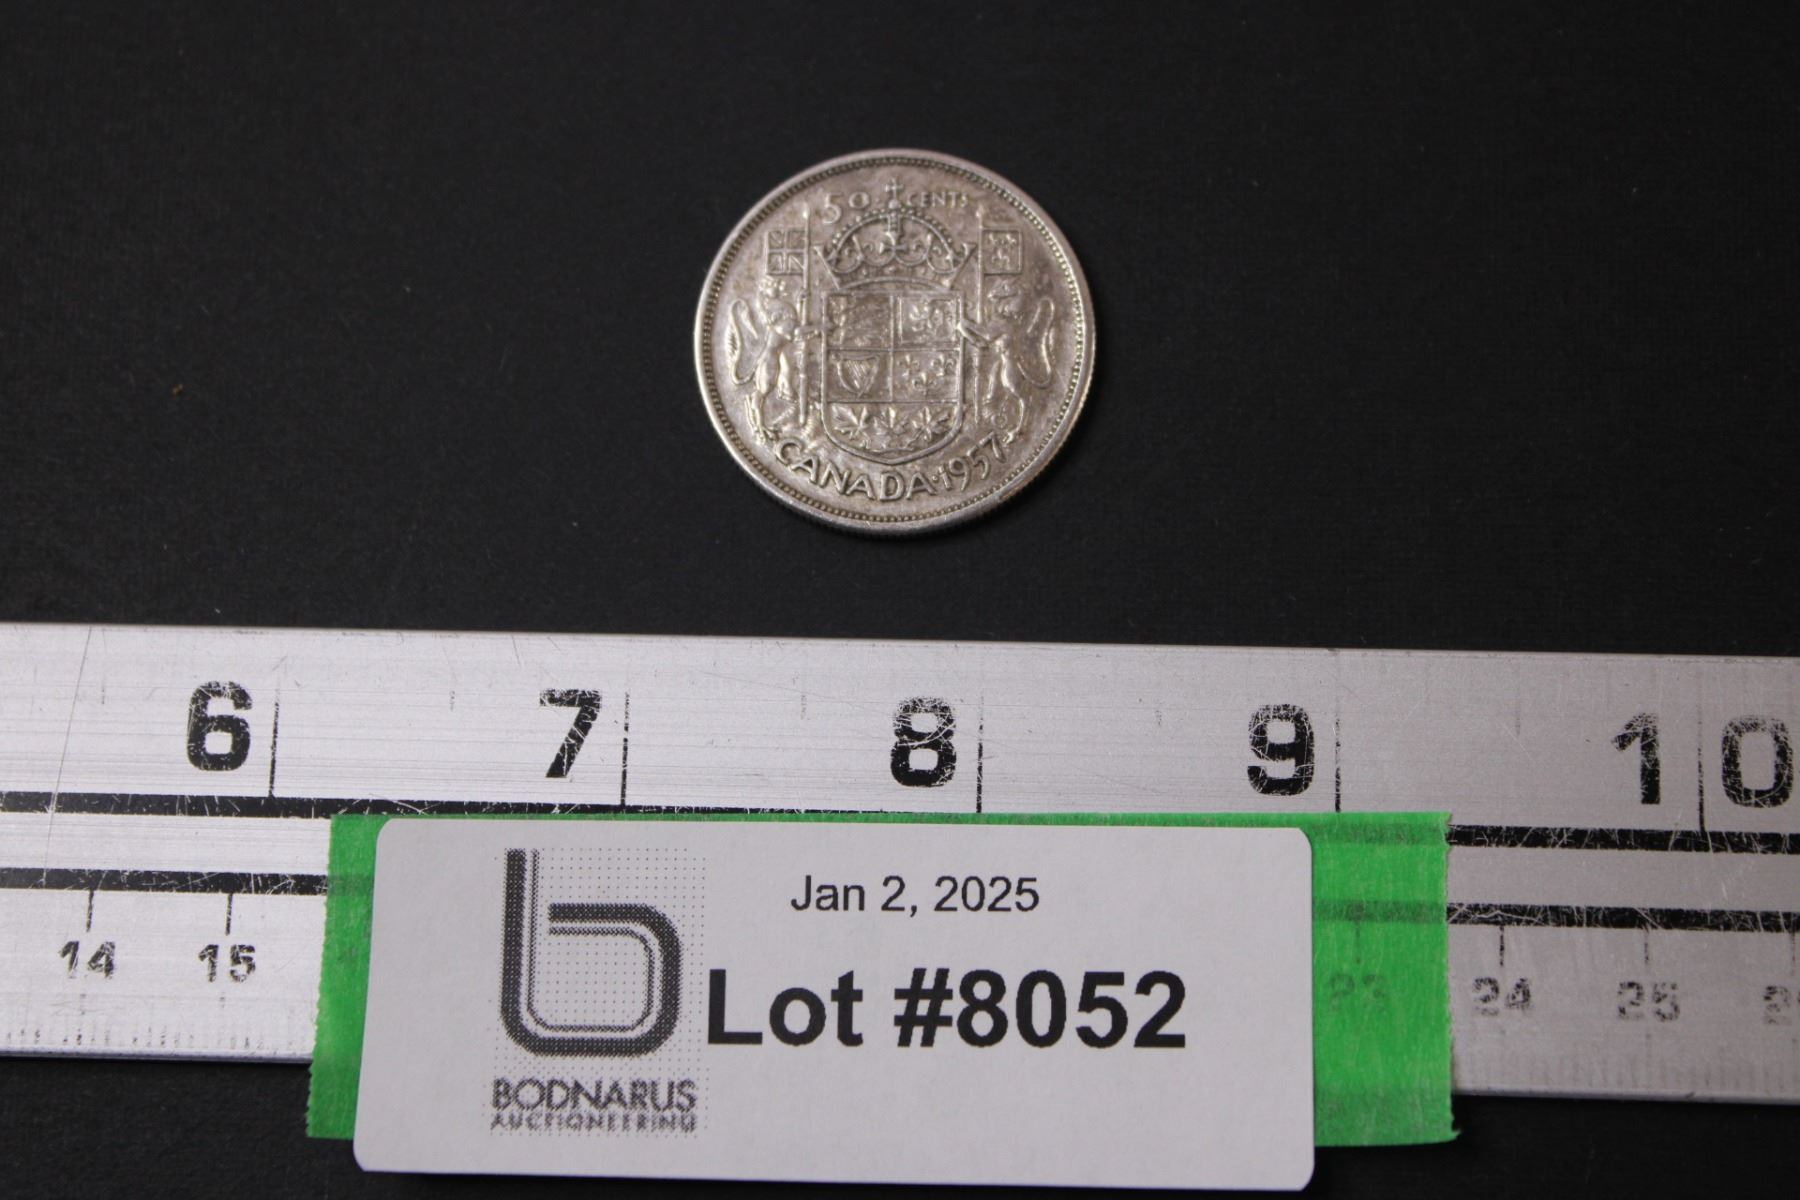 50 CENTS
CANADA·1957
6 7 8 9 10
14 15 23 24 25
Jan 2, 2025
Lot #8052
BODNARUS
AUCTIONEERING